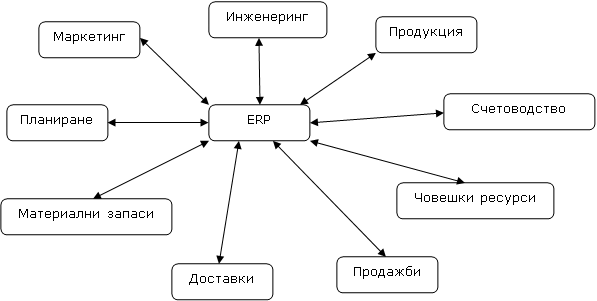 Инженеринг
Маркетинг
Продукция
Планиране
ERP
Счетоводство
Материални запаси
Човешки ресурси
Доставки
Продажби